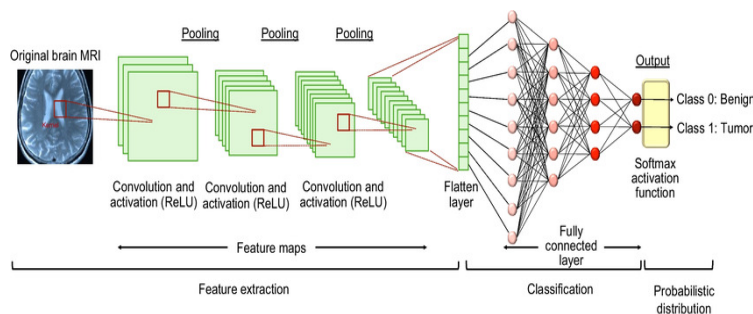 Pooling
Pooling
Pooling
Original brain MRI
Output
Kernel
Class 0: Benign
Class 1: Tumor
Convolution and
activation (ReLU)
Convolution and
activation (ReLU)
Convolution and
activation (ReLU)
Flatten
layer
Softmax
activation
function
Feature maps
Fully
connected
layer
Feature extraction
Classification
Probabilistic
distribution